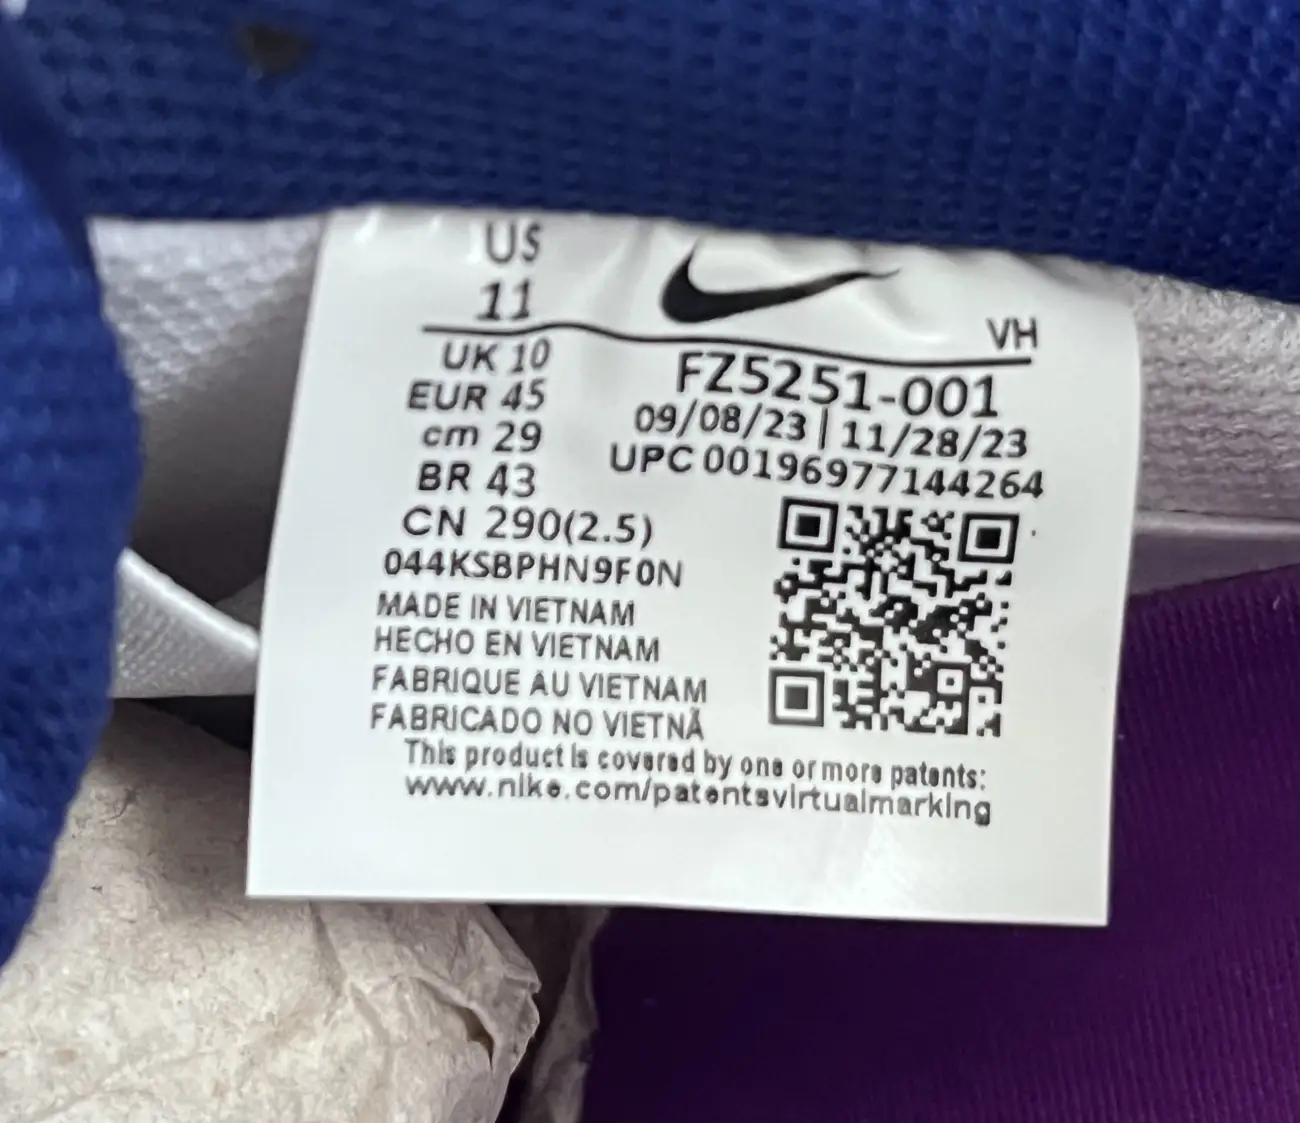 US
11
VH
UK 10
EUR 45
cm 29
BR 43
CN 290(2.5)
FZ5251-001
09/08/23 | 11/28/23
UPC 00196977144264
044KSBPHN9F0N
MADE IN VIETNAM
HECHO EN VIETNAM
FABRIQUE AU VIETNAM
FABRICADO NO VIETNÃ
This product is covered by one or more patents:
www.nike.com/patentsvirtualmarking